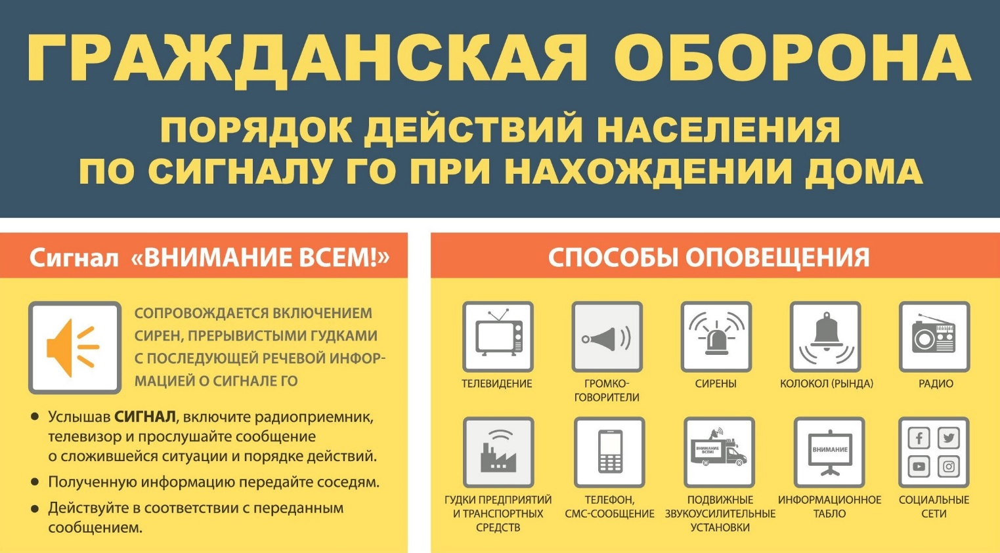 ГРАЖДАНСКАЯ ОБОРОНА
ПОРЯДОК ДЕЙСТВИЙ НАСЕЛЕНИЯ
ПО СИГНАЛУ ГО ПРИ НАХОЖДЕНИИ ДОМА
Сигнал «ВНИМАНИЕ ВСЕМ!»
СОПРОВОЖДАЕТСЯ ВКЛЮЧЕНИЕМ
СИРЕН, ПРЕРЫВИСТЫМИ ГУДКАМИ
С ПОСЛЕДУЮЩЕЙ РЕЧЕВОЙ ИНФОР-
МАЦИЕЙ О СИГНАЛЕ ГО
• Услышав СИГНАЛ, включите радиоприемник,
телевизор и прослушайте сообщение
о сложившейся ситуации и порядке действий.
• Полученную информацию передайте соседям.
• Действуйте в соответствии с переданным
сообщением.
СПОСОБЫ ОПОВЕЩЕНИЯ
ТЕЛЕВИДЕНИЕ
ГРОМКО-
ГОВОРИТЕЛИ
СИРЕНЫ
КОЛОКОЛ (РЫНДА)
РАДИО
ГУДКИ ПРЕДПРИЯТИЙ
И ТРАНСПОРТНЫХ
СРЕДСТВ
ТЕЛЕФОН,
СМС-СООБЩЕНИЕ
ВНИМАНИЕ
ВСЕМ!
ПОДВИЖНЫЕ
ЗВУКОУСИЛИТЕЛЬНЫЕ
УСТАНОВКИ
ВНИМАНИЕ
ИНФОРМАЦИОННОЕ
ТАБЛО
СОЦИАЛЬНЫЕ
СЕТИ